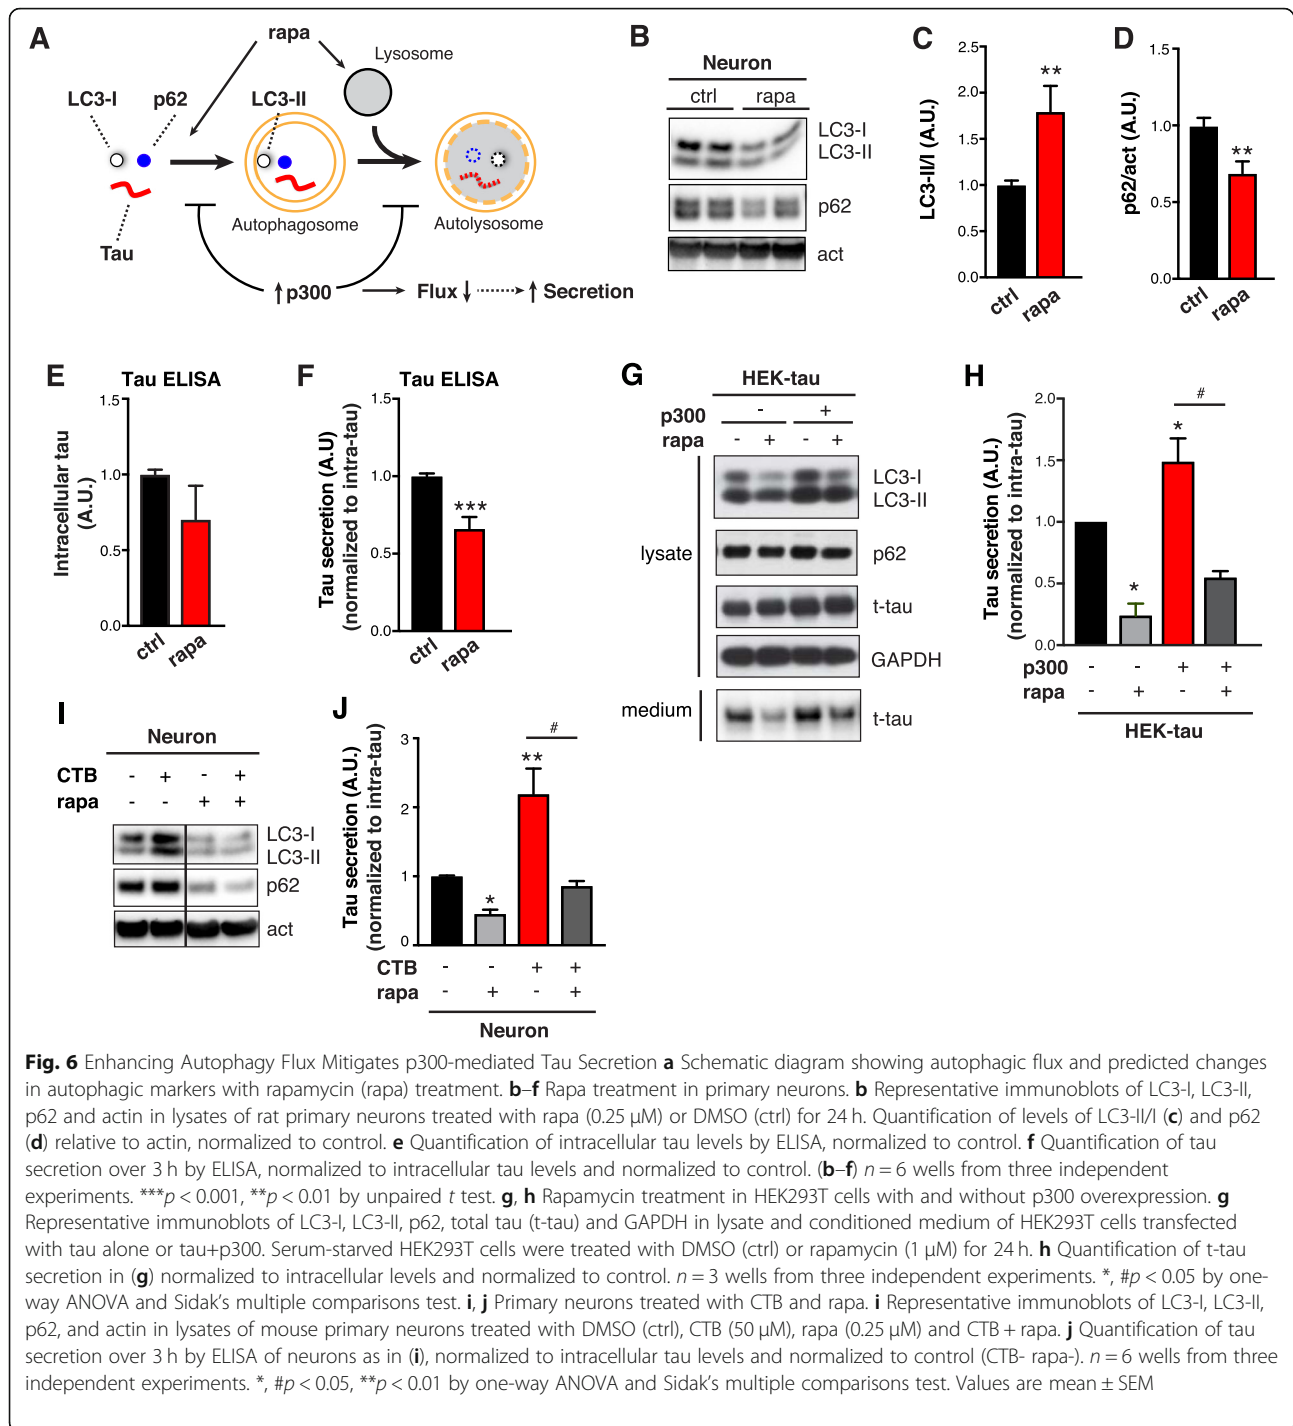 A
rapa
Lysosome
LC3-I
p62
LC3-II
Tau
Autophagosome
Autolysosome
↑p300
Flux↓
↑ Secretion
B
Neuron
ctrl rapa
LC3-I
LC3-II
p62
act
C
LC3-II/I (A.U.)
2.5
2.0
1.5
1.0
0.5
0.0
**
ctrl
rapa
D
p62/act (A.U.)
1.5
1.0
0.5
0.0
**
ctrl
rapa
E
Tau ELISA
Intracellular tau
(A.U.)
1.5
1.0
0.5
0.0
ctrl
rapa
F
Tau ELISA
Tau secretion (A.U)
(normalized to intra-tau)
1.5
1.0
0.5
0.0
***
ctrl
rapa
G
HEK-tau
p300 - +
rapa - + - +
LC3-I
LC3-II
lysate
p62
t-tau
GAPDH
medium
t-tau
H
Tau secretion (A.U.)
(normalized to intra-tau)
2.0
1.5
1.0
0.5
0.0
*
*
#
p300 - - + +
rapa - + - +
HEK-tau
I
Neuron
CTB - + - +
rapa - - + +
LC3-I
LC3-II
p62
act
J
Tau secretion (A.U.)
(normalized to intra-tau)
3
2
1
0
*
**
#
CTB - - + +
rapa - + - +
Neuron
Fig. 6 Enhancing Autophagy Flux Mitigates p300-mediated Tau Secretion a Schematic diagram showing autophagic flux and predicted changes
in autophagic markers with rapamycin (rapa) treatment. b–f Rapa treatment in primary neurons. b Representative immunoblots of LC3-I, LC3-II,
p62 and actin in lysates of rat primary neurons treated with rapa (0.25 μM) or DMSO (ctrl) for 24 h. Quantification of levels of LC3-II/I (c) and p62
(d) relative to actin, normalized to control. e Quantification of intracellular tau levels by ELISA, normalized to control. f Quantification of tau
secretion over 3 h by ELISA, normalized to intracellular tau levels and normalized to control. (b–f) n = 6 wells from three independent
experiments. ***p < 0.001, **p < 0.01 by unpaired t test. g, h Rapamycin treatment in HEK293T cells with and without p300 overexpression. g
Representative immunoblots of LC3-I, LC3-II, p62, total tau (t-tau) and GAPDH in lysate and conditioned medium of HEK293T cells transfected
with tau alone or tau+p300. Serum-starved HEK293T cells were treated with DMSO (ctrl) or rapamycin (1 μM) for 24 h. h Quantification of t-tau
secretion in (g) normalized to intracellular levels and normalized to control. n = 3 wells from three independent experiments. *, #p < 0.05 by one-
way ANOVA and Sidak's multiple comparisons test. i, j Primary neurons treated with CTB and rapa. i Representative immunoblots of LC3-I, LC3-II,
p62, and actin in lysates of mouse primary neurons treated with DMSO (ctrl), CTB (50 μM), rapa (0.25 μM) and CTB + rapa. j Quantification of tau
secretion over 3 h by ELISA of neurons as in (i), normalized to intracellular tau levels and normalized to control (CTB- rapa-). n = 6 wells from three
independent experiments. *, #p < 0.05, **p < 0.01 by one-way ANOVA and Sidak's multiple comparisons test. Values are mean ± SEM